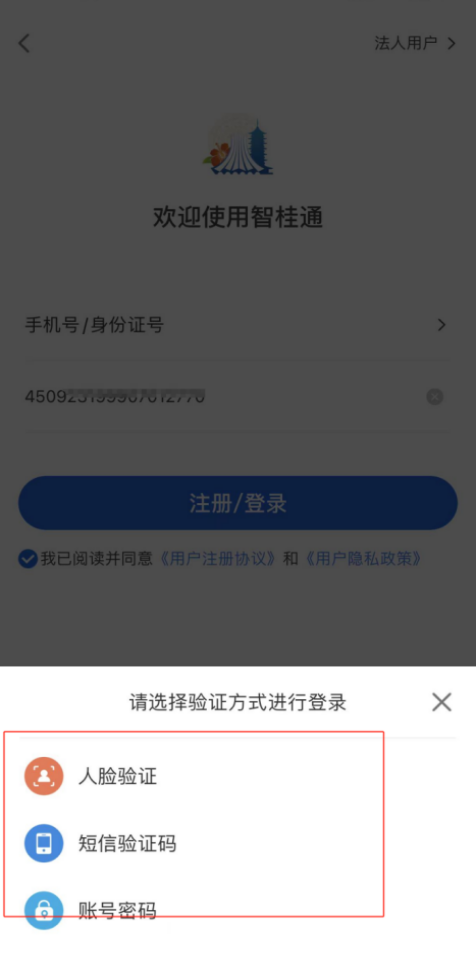 法人用户
欢迎使用智桂通
手机号/身份证号
45092
注册/登录
我已阅读并同意《用户注册协议》和《用户隐私政策》
请选择验证方式进行登录
人脸验证
短信验证码
账号密码